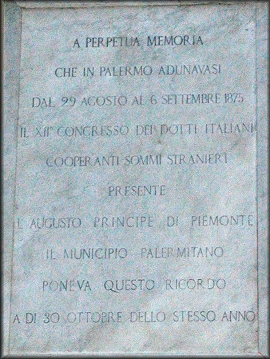 A PERPETUA MEMORIA
CHE IN PALERMO ADUNAVASI
DAL 29 AGOSTO AL 6 SETTEMBRE 1875
IL XII° CONGRESSO DEI DOTTI ITALIANI
COOPERANTI SOMMI STRANIERI
PRESENTE
L'AUGUSTO PRINCIPE DI PIEMONTE
IL MUNICIPIO PALERMITANO
PONEVA QUESTO RICORDO
A DÌ 30 OTTOBRE DELLO STESSO ANNO